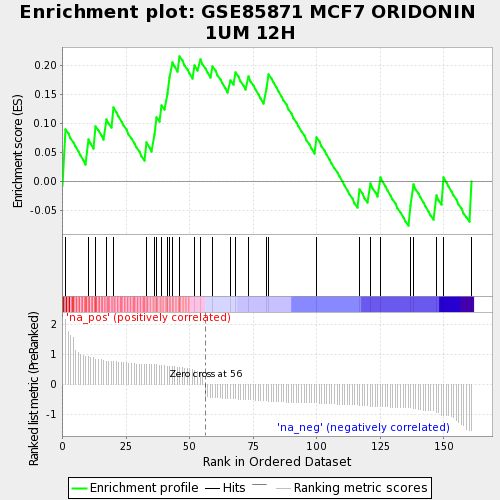 Enrichment plot: GSE85871 MCF7 ORIDONIN
1UM 12H
Enrichment score (ES)
0.20
0.15
0.10
0.05
0.00
-0.05
'na_pos' (positively correlated)
Ranked list metric (PreRanked)
2
1
0
-1
Zero cross at 56
'na_neg' (negatively correlated)
0
25
50
75
100
125
150
Rank in Ordered Dataset
Enrichment profile
Hits
Ranking metric scores